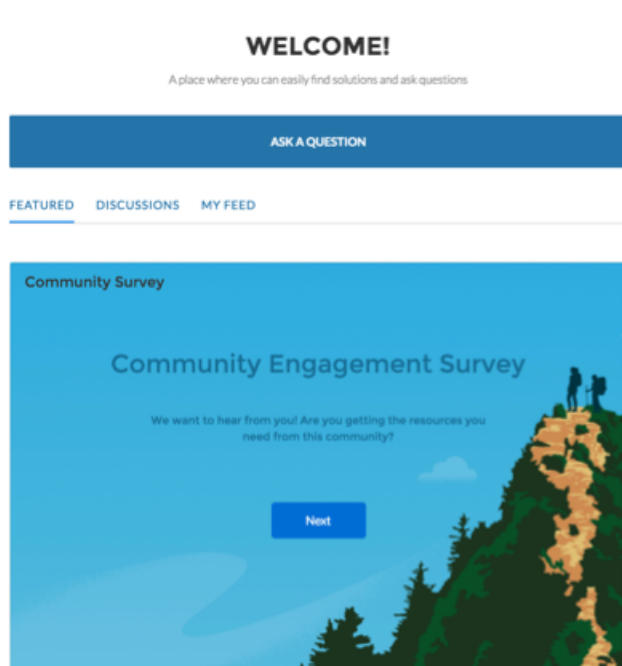 WELCOME!
A place where you can easily find solutions and ask questions
ASK A QUESTION
FEATURED DISCUSSIONS MY FEED
Community Survey
Community Engagement Survey
We want to hear from you! Are you getting the resources you
need from this community?
Next